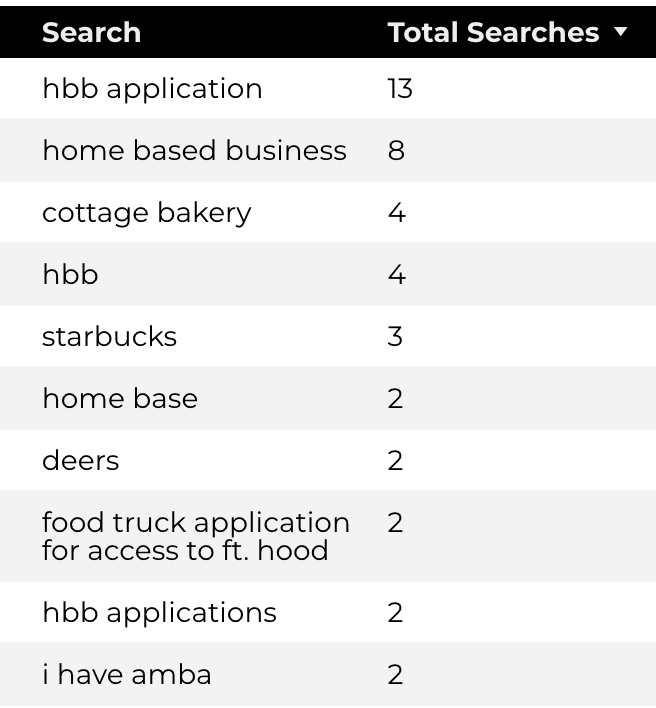 Search Total Searches ▼
hbb application 13
home based business 8
cottage bakery 4
hbb 4
starbucks 3
home base 2
deers 2
food truck application 2
for access to ft. hood
hbb applications 2
i have amba 2